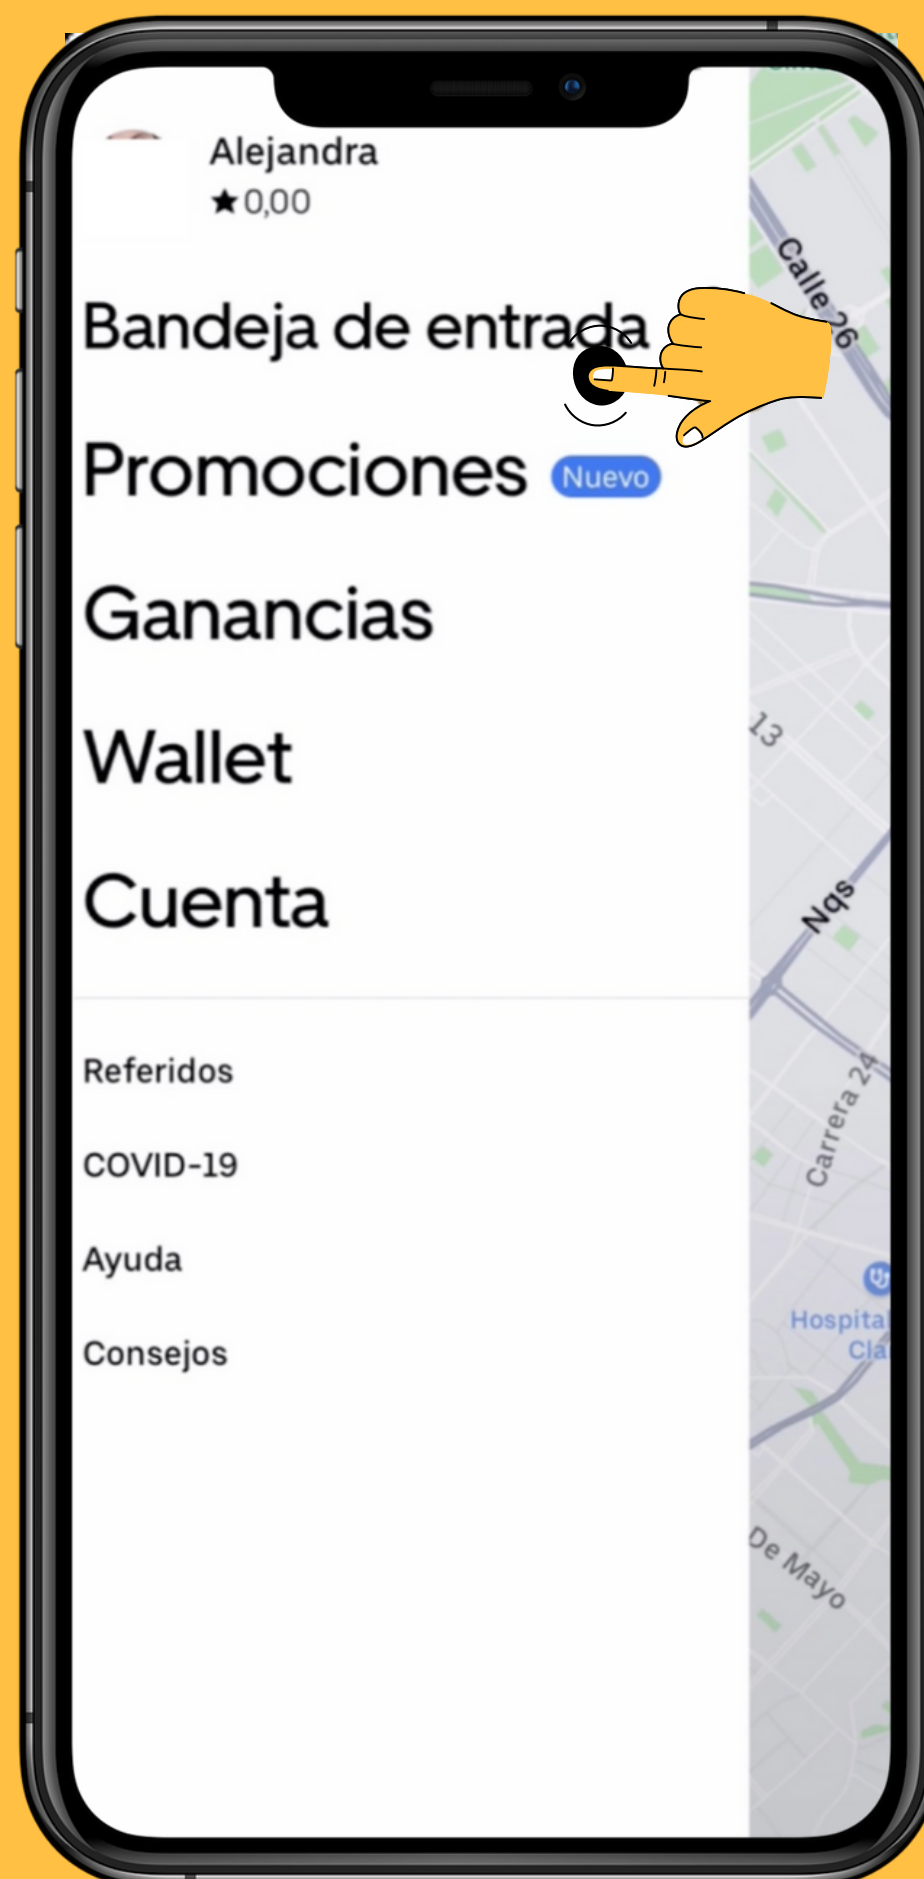 Alejandra
★ 0,00
Bandeja de entrada
Promociones Nuevo
Ganancias
Wallet
Cuenta
Referidos
COVID-19
Ayuda
Consejos
Calle 26
13
Nqs
Carrera 24
Hospital
De Mayo